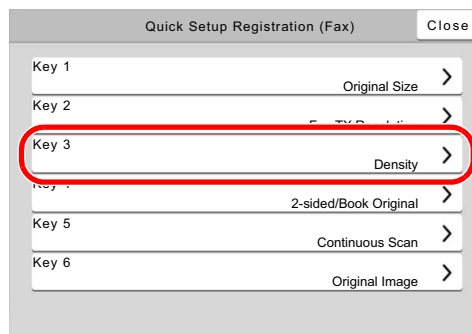 Quick Setup Registration (Fax)
Close
Key 1
Original Size
Key 2
Key 3
Density
2-sided/Book Original
Key 5
Continuous Scan
Key 6
Original Image